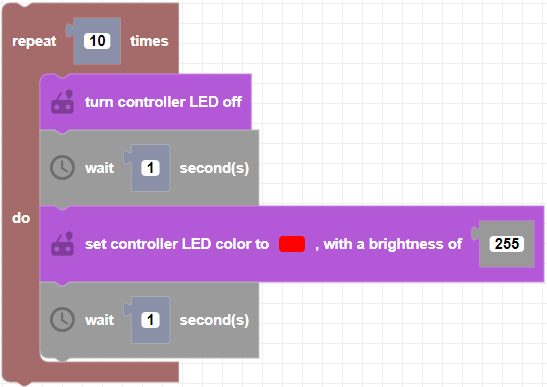 repeat 10 times
turn controller LED off
wait 1 second(s)
do
set controller LED color to , with a brightness of 255
wait 1 second(s)